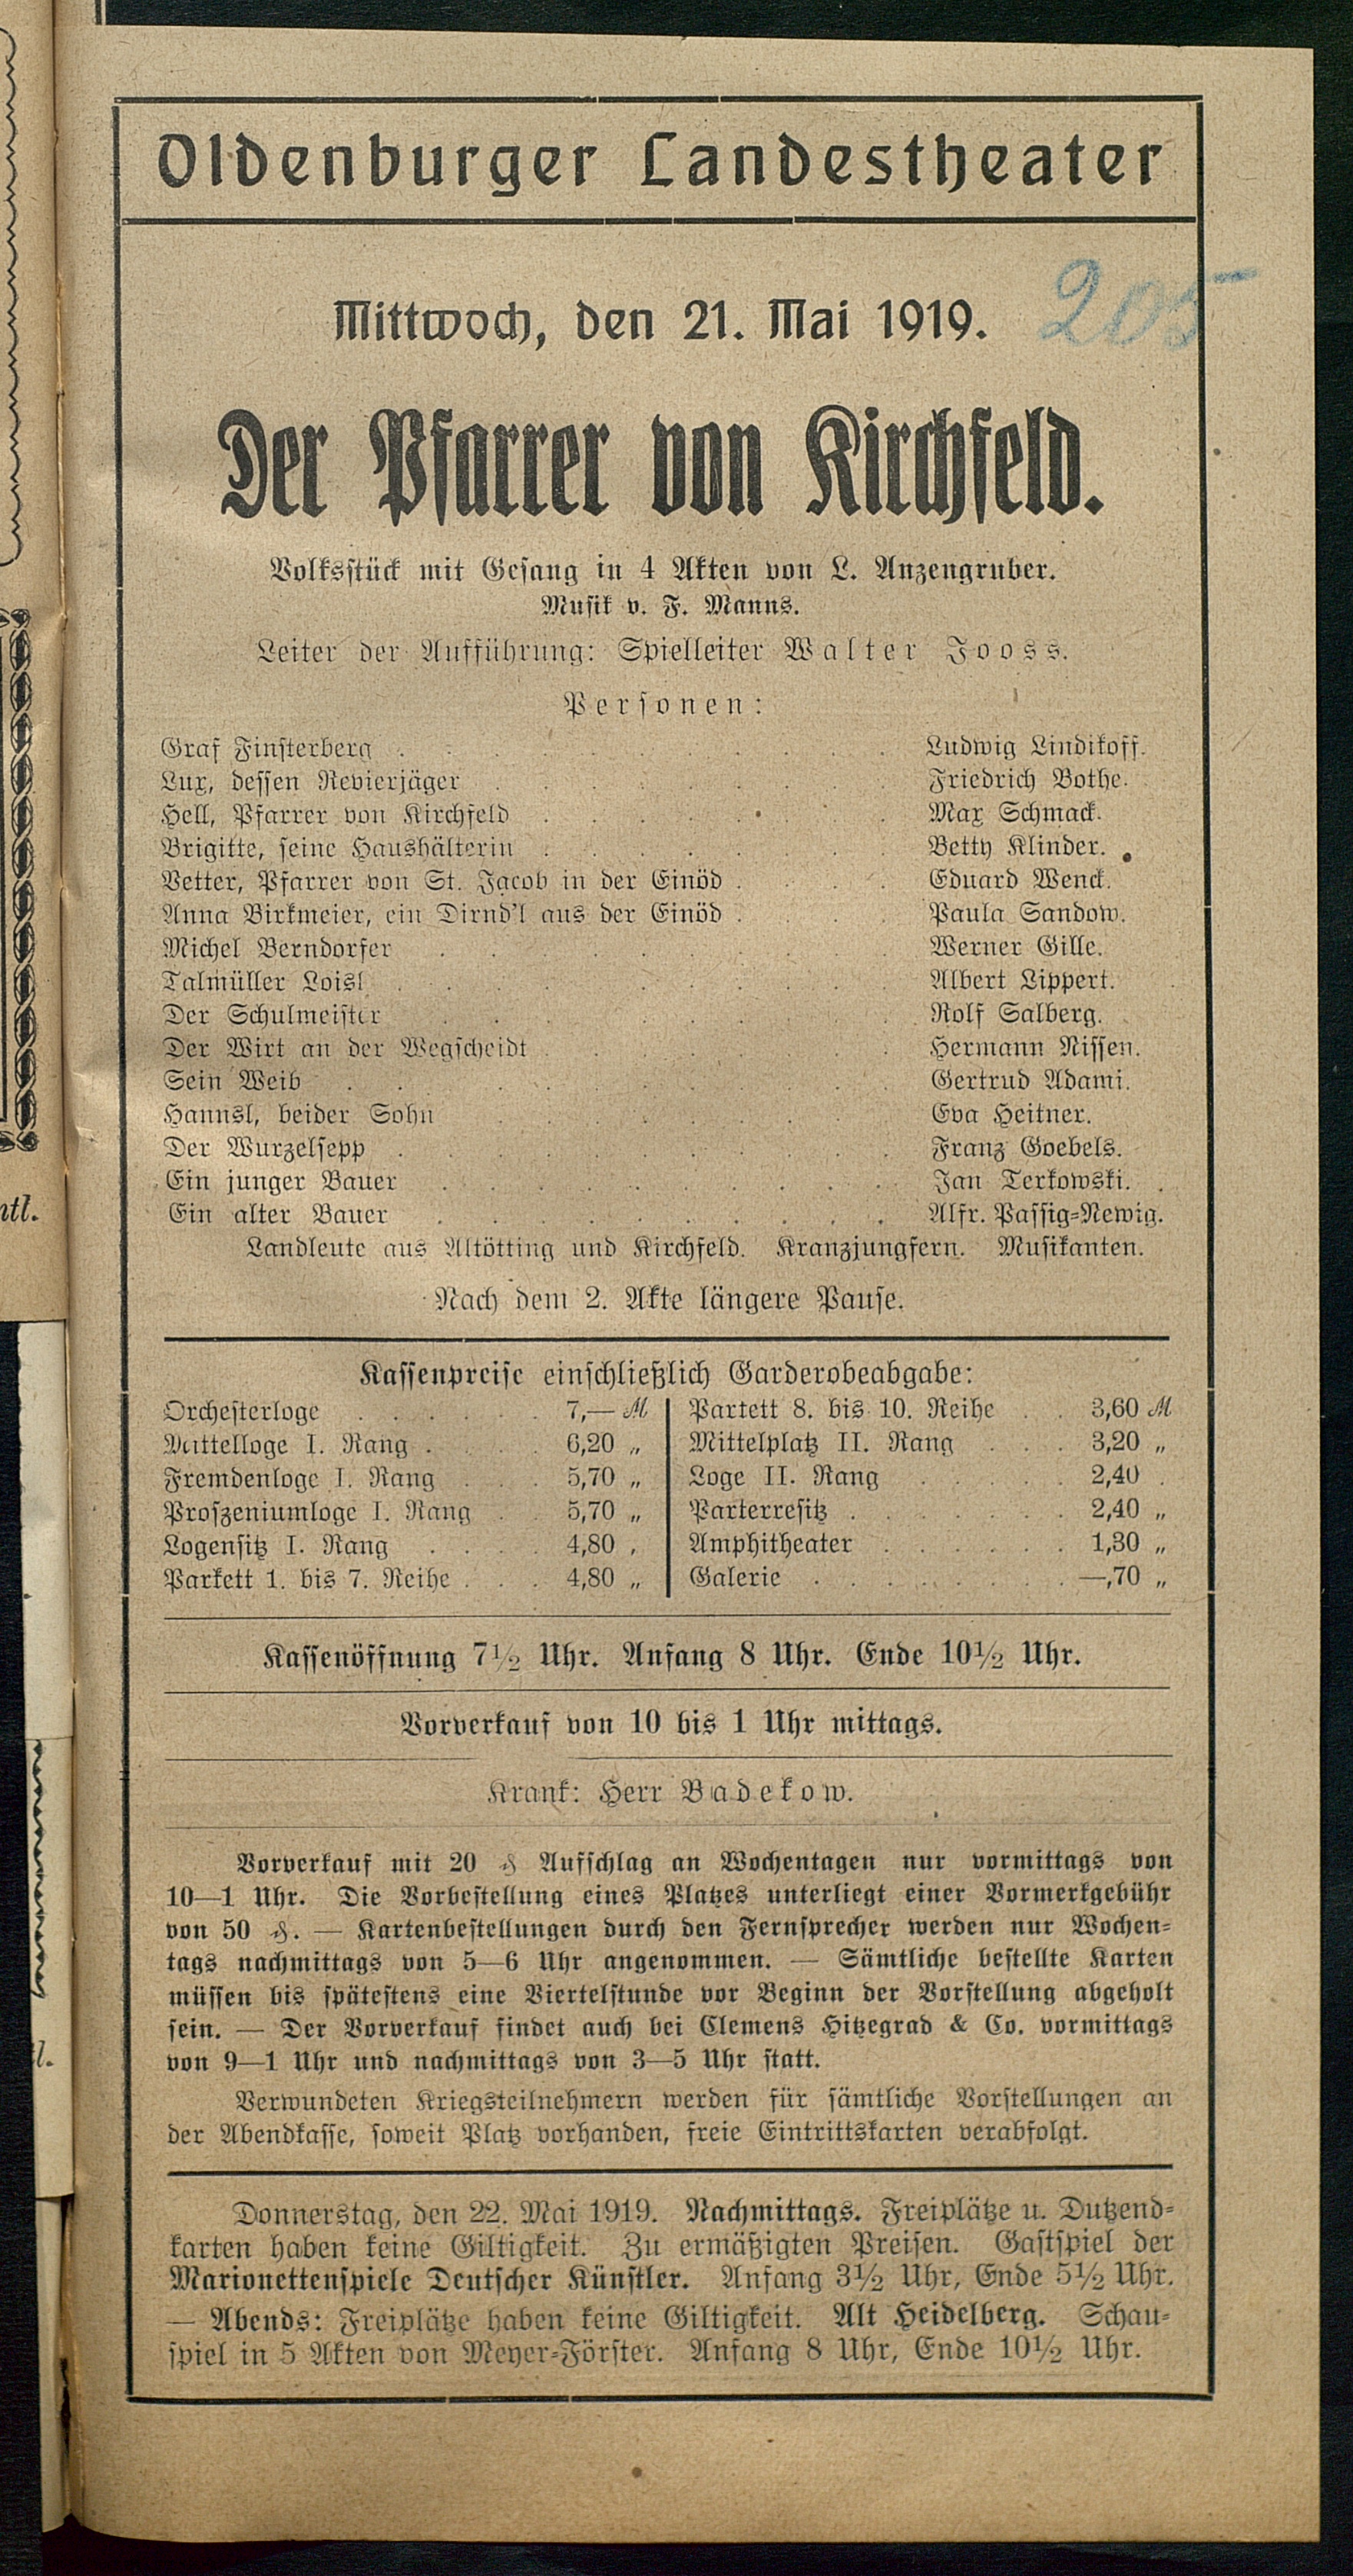 Oldenburger Landestheater
Mittwoch, den 21. Mai 1919.
205
Der Pfarrer von Kirchfeld.
Volksstück mit Gesang in 4 Akten von L. Anzengruber.
Musik v. F. Manns.
Leiter der Aufführung: Spielleiter Walter Jooss.
Personen:
Graf Finsterberg . . . . . . . . . . Ludwig Lindikoff.
Lux, dessen Revierjäger . . . . . . . . . Friedrich Bothe.
Hell, Pfarrer von Kirchfeld . . . . . . . . Max Schmack.
Brigitte, seine Haushälterin . . . . . . . . Betty Klinder.
Vetter, Pfarrer von St. Jacob in der Einöd . . . . Eduard Wenck.
Anna Birkmeier, ein Dirnd'l aus der Einöd . . . . Paula Sandow.
Michel Berndorfer . . . . . . . . . . Werner Gille.
Talmüller Loisl . . . . . . . . . . Albert Lippert.
Der Schulmeister . . . . . . . . . . Rolf Salberg.
Der Wirt an der Wegscheidt . . . . . . . . Hermann Nissen.
Sein Weib . . . . . . . . . . . . Gertrud Adami.
Hannsl, beider Sohn . . . . . . . . . Eva Heitner.
Der Wurzelsepp . . . . . . . . . . . Franz Goebels.
Ein junger Bauer . . . . . . . . . . Jan Terkowski.
Ein alter Bauer . . . . . . . . . . Alfr. Passig-Newig.
Landleute aus Altötting und Kirchfeld. Kranzjungfern. Musikanten.
Nach dem 2. Akte längere Pause.
Kassenpreise einschließlich Garderobeabgabe:
Orchesterloge . . . . . . 7,— ℳ
Mittelloge I. Rang . . . . 6,20 „
Fremdenloge I. Rang . . . 5,70 „
Proszeniumloge I. Rang . . 5,70 „
Logensitz I. Rang . . . . 4,80 „
Parkett 1. bis 7. Reihe . . . 4,80 „
Partett 8. bis 10. Reihe . . 3,60 ℳ
Mittelplatz II. Rang . . . 3,20 „
Loge II. Rang . . . . . 2,40 .
Parterresitz . . . . . . . 2,40 „
Amphitheater . . . . . . 1,30 „
Galerie . . . . . . . . —,70 „
Kassenöffnung 7½ Uhr. Anfang 8 Uhr. Ende 10½ Uhr.
Vorverkauf von 10 bis 1 Uhr mittags.
Krank: Herr Badekow.
Vorverkauf mit 20 ₰ Aufschlag an Wochentagen nur vormittags von
10—1 Uhr. Die Vorbestellung eines Platzes unterliegt einer Vormerkgebühr
von 50 ₰. — Kartenbestellungen durch den Fernsprecher werden nur Wochen-
tags nachmittags von 5—6 Uhr angenommen. — Sämtliche bestellte Karten
müssen bis spätestens eine Viertelstunde vor Beginn der Vorstellung abgeholt
sein. — Der Vorverkauf findet auch bei Clemens Hitzegrad & Co. vormittags
von 9—1 Uhr und nachmittags von 3—5 Uhr statt.
Verwundeten Kriegsteilnehmern werden für sämtliche Vorstellungen an
der Abendkasse, soweit Platz vorhanden, freie Eintrittskarten verabfolgt.
Donnerstag, den 22. Mai 1919. Nachmittags. Freiplätze u. Dutzend-
karten haben keine Giltigkeit. Zu ermäßigten Preisen. Gastspiel der
Marionettenspiele Deutscher Künstler. Anfang 3½ Uhr, Ende 5½ Uhr.
— Abends: Freiplätze haben keine Giltigkeit. Alt Heidelberg. Schau-
spiel in 5 Akten von Meyer-Förster. Anfang 8 Uhr, Ende 10½ Uhr.